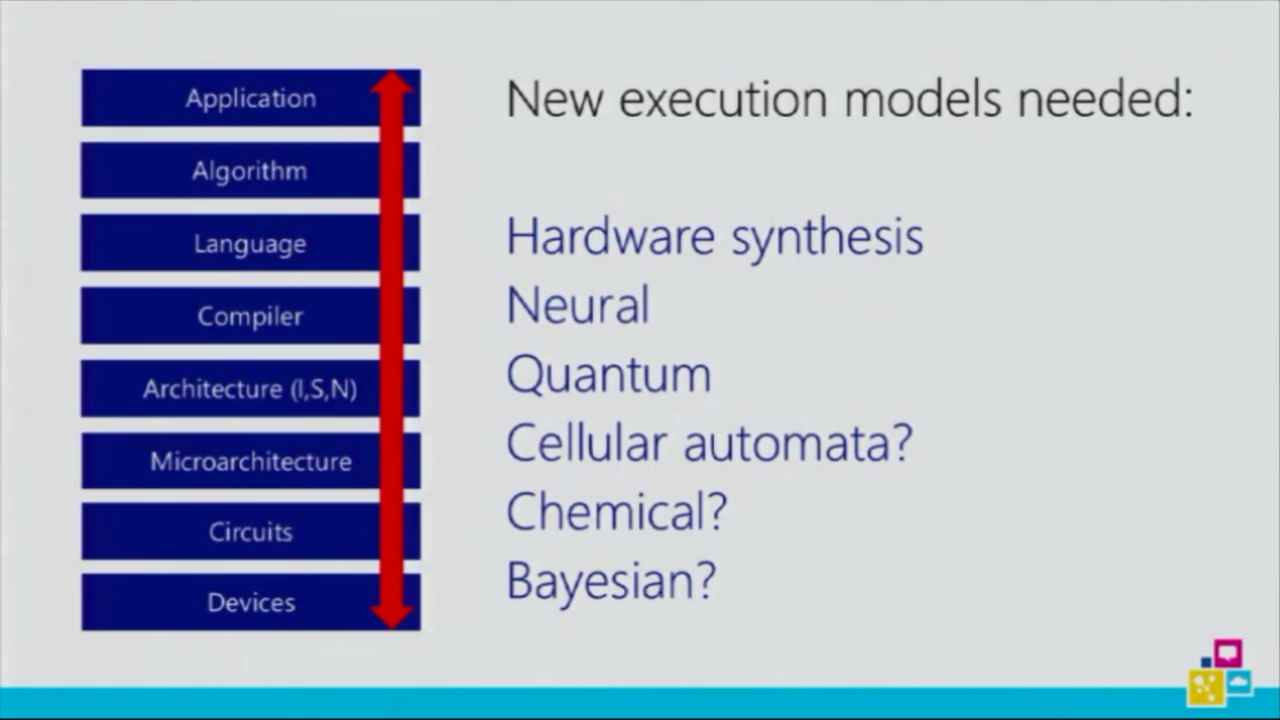 Application
Algorithm
Language
Compiler
Architecture (I,S,N)
Microarchitecture
Circuits
Devices
New execution models needed:
Hardware synthesis
Neural
Quantum
Cellular automata?
Chemical?
Bayesian?